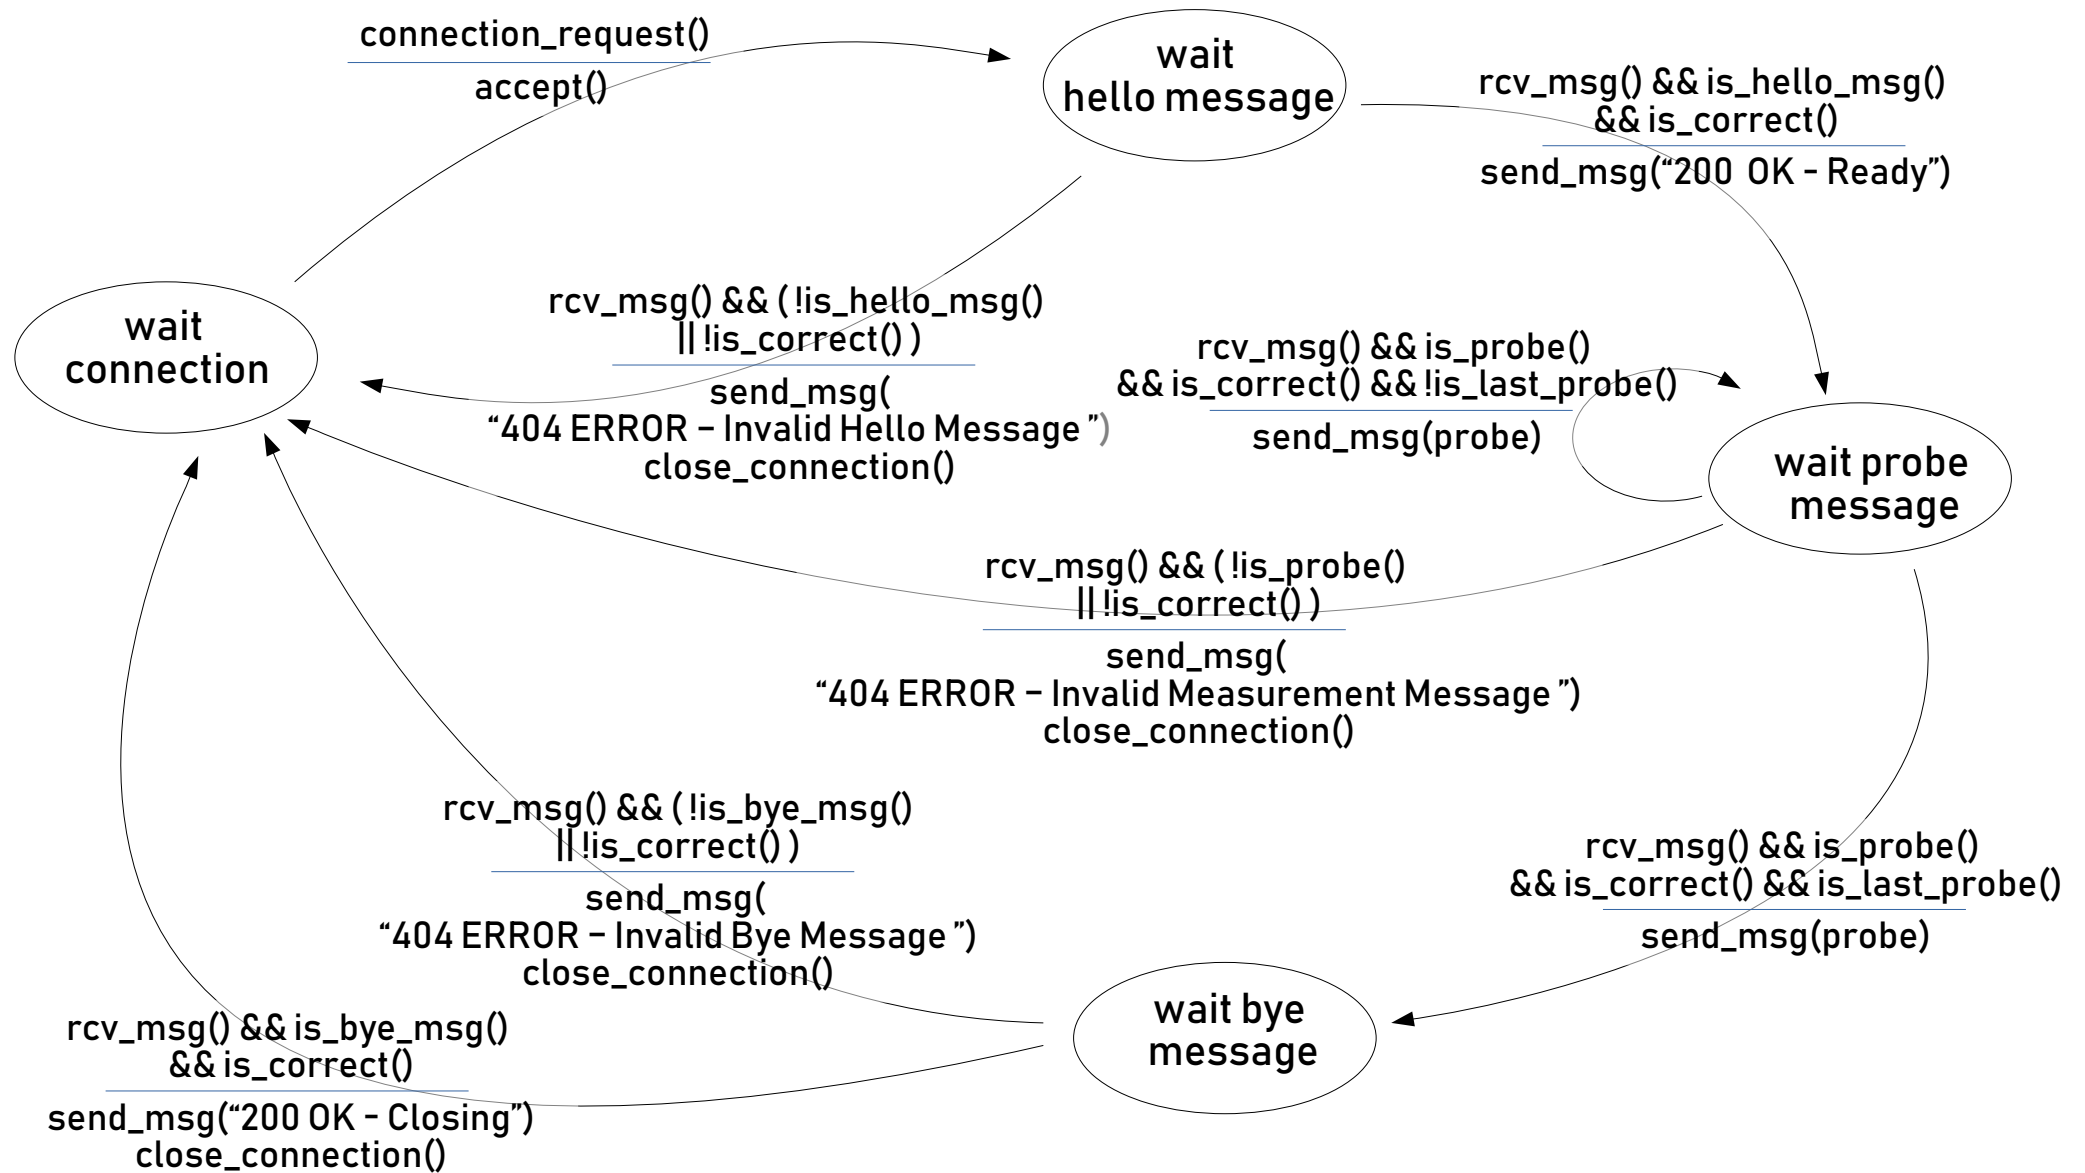 connection_request()
accept()
wait
hello message
rcv_msg() && is_hello_msg()
&& is_correct()
send_msg(“200 OK - Ready”)
wait
connection
rcv_msg() && ( !is_hello_msg()
|| !is_correct() )
send_msg(
“404 ERROR – Invalid Hello Message ”)
close_connection()
rcv_msg() && is_probe()
&& is_correct() && !is_last_probe()
send_msg(probe)
wait probe
message
rcv_msg() && ( !is_probe()
|| !is_correct() )
send_msg(
“404 ERROR – Invalid Measurement Message ”)
close_connection()
rcv_msg() && ( !is_bye_msg()
|| !is_correct() )
send_msg(
“404 ERROR – Invalid Bye Message ”)
close_connection()
rcv_msg() && is_probe()
&& is_correct() && is_last_probe()
send_msg(probe)
wait bye
message
rcv_msg() && is_bye_msg()
&& is_correct()
send_msg(“200 OK - Closing”)
close_connection()